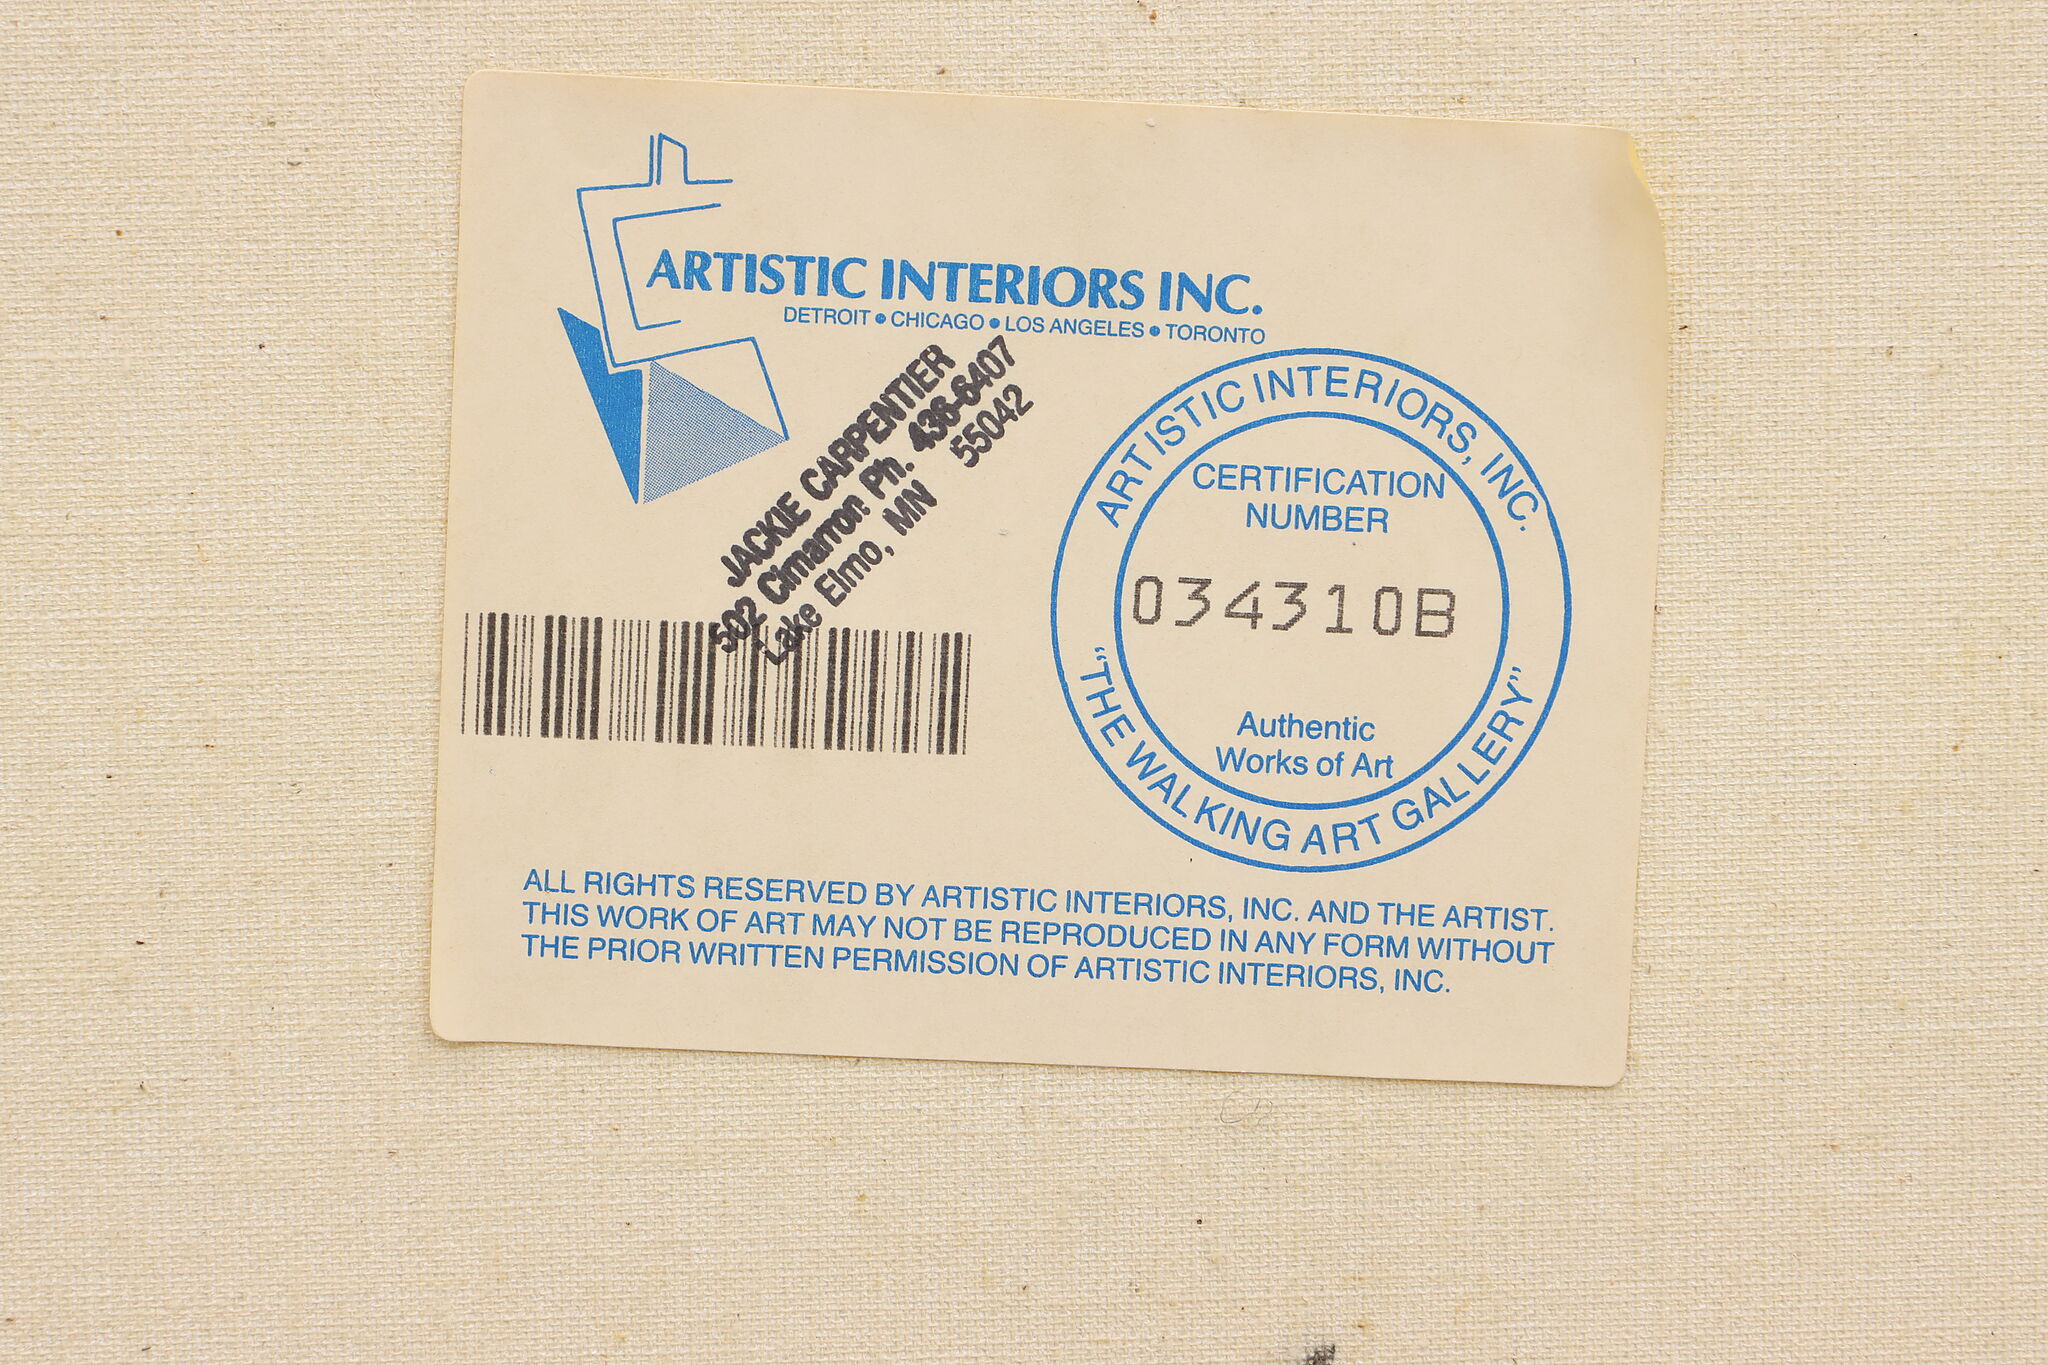 ARTISTIC INTERIORS INC.
DETROIT • CHICAGO • LOS ANGELES • TORONTO
JACKIE CARPENTIER
502 Cimarron Ph. 436-6407
Lake Elmo, MN 55042
ARTISTIC INTERIORS, INC.
CERTIFICATION
NUMBER
034310B
Authentic
Works of Art
"THE WALKING ART GALLERY"
ALL RIGHTS RESERVED BY ARTISTIC INTERIORS, INC. AND THE ARTIST.
THIS WORK OF ART MAY NOT BE REPRODUCED IN ANY FORM WITHOUT
THE PRIOR WRITTEN PERMISSION OF ARTISTIC INTERIORS, INC.